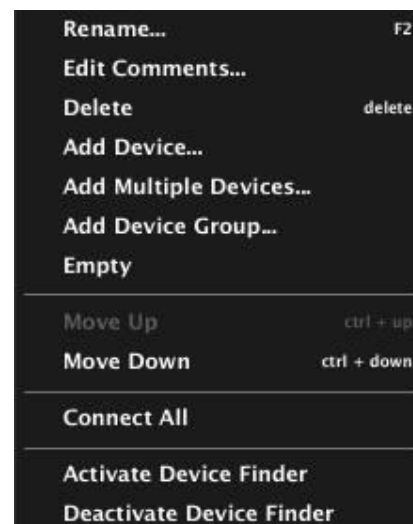 Rename... F2
Edit Comments...
Delete delete
Add Device...
Add Multiple Devices...
Add Device Group...
Empty
Move Up ctrl + up
Move Down ctrl + down
Connect All
Activate Device Finder
Deactivate Device Finder